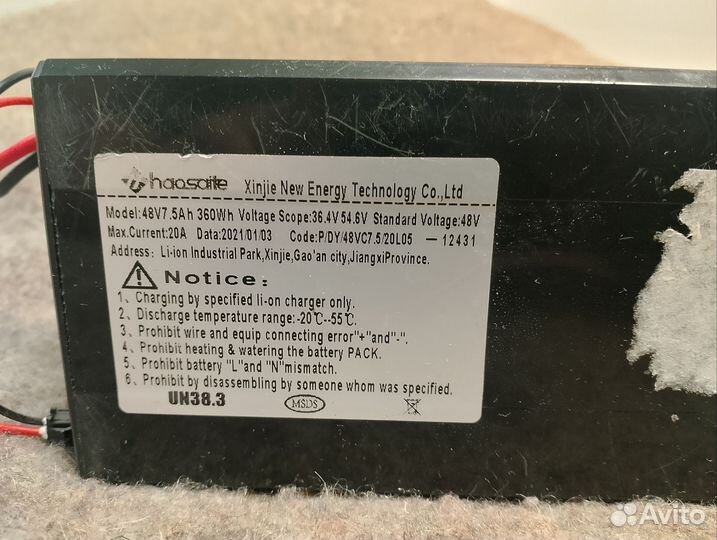 haosaite Xinjie New Energy Technology Co.,Ltd
Model:48V7.5Ah 360Wh Voltage Scope:36.4V 54.6V Standard Voltage:48V
Max.Current:20A Data:2021/01/03 Code:P/DY/48VC7.5/20L05 —12431
Address: Li-ion Industrial Park,Xinjie,Gao'an city,JiangxiProvince.
Notice:
1、Charging by specified li-on charger only.
2、Discharge temperature range:-20℃--55℃
3、Prohibit wire and equip connecting error"+"and"-".
4、Prohibit heating & watering the battery PACK.
5、Prohibit battery "L"and "N"mismatch.
6、Prohibit by disassembling by someone whom was specified.
UN38.3 MSDS
Avito